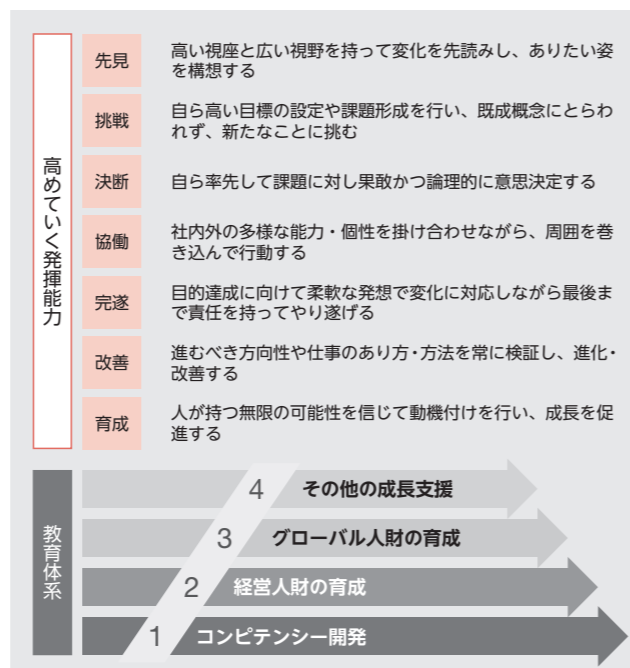 高めていく発揮能力
先見
高い視座と広い視野を持って変化を先読みし、ありたい姿
を構想する
挑戦
自ら高い目標の設定や課題形成を行い、既成概念にとらわ
れず、新たなことに挑む
決断
自ら率先して課題に対し果敢かつ論理的に意思決定する
協働
社内外の多様な能力・個性を掛け合わせながら、周囲を巻
き込んで行動する
完遂
目的達成に向けて柔軟な発想で変化に対応しながら最後ま
で責任を持ってやり遂げる
改善
進むべき方向性や仕事のあり方・方法を常に検証し、進化・
改善する
育成
人が持つ無限の可能性を信じて動機付けを行い、成長を促
進する
教育体系
4 その他の成長支援
3 グローバル人財の育成
2 経営人財の育成
1 コンピテンシー開発